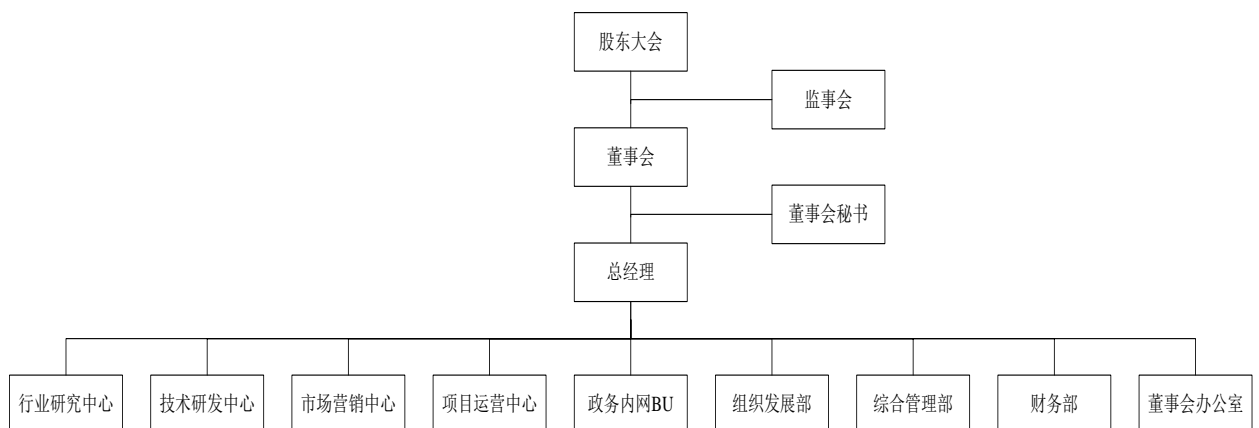 股东大会
监事会
董事会
董事会秘书
总经理
行业研究中心
技术研发中心
市场营销中心
项目运营中心
政务内网BU
组织发展部
综合管理部
财务部
董事会办公室